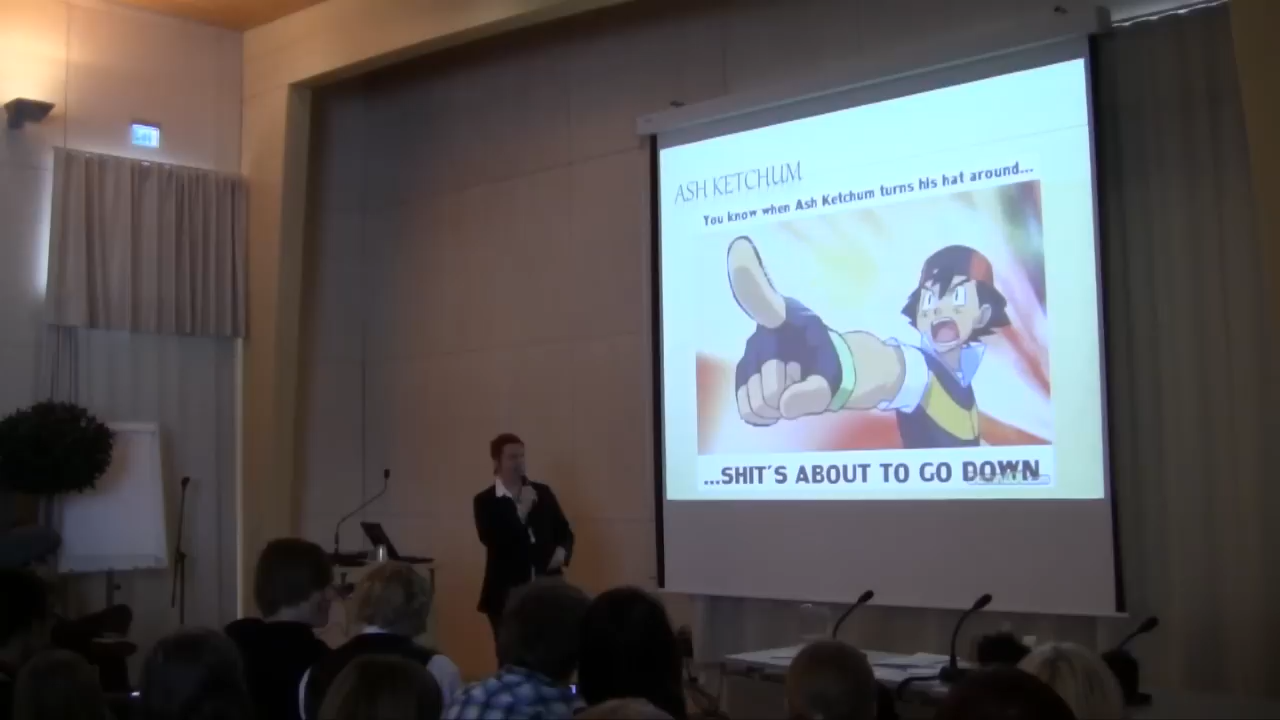 ASH KETCHUM
You know when Ash Ketchum turns his hat around...
...SHIT'S ABOUT TO GO DOWN